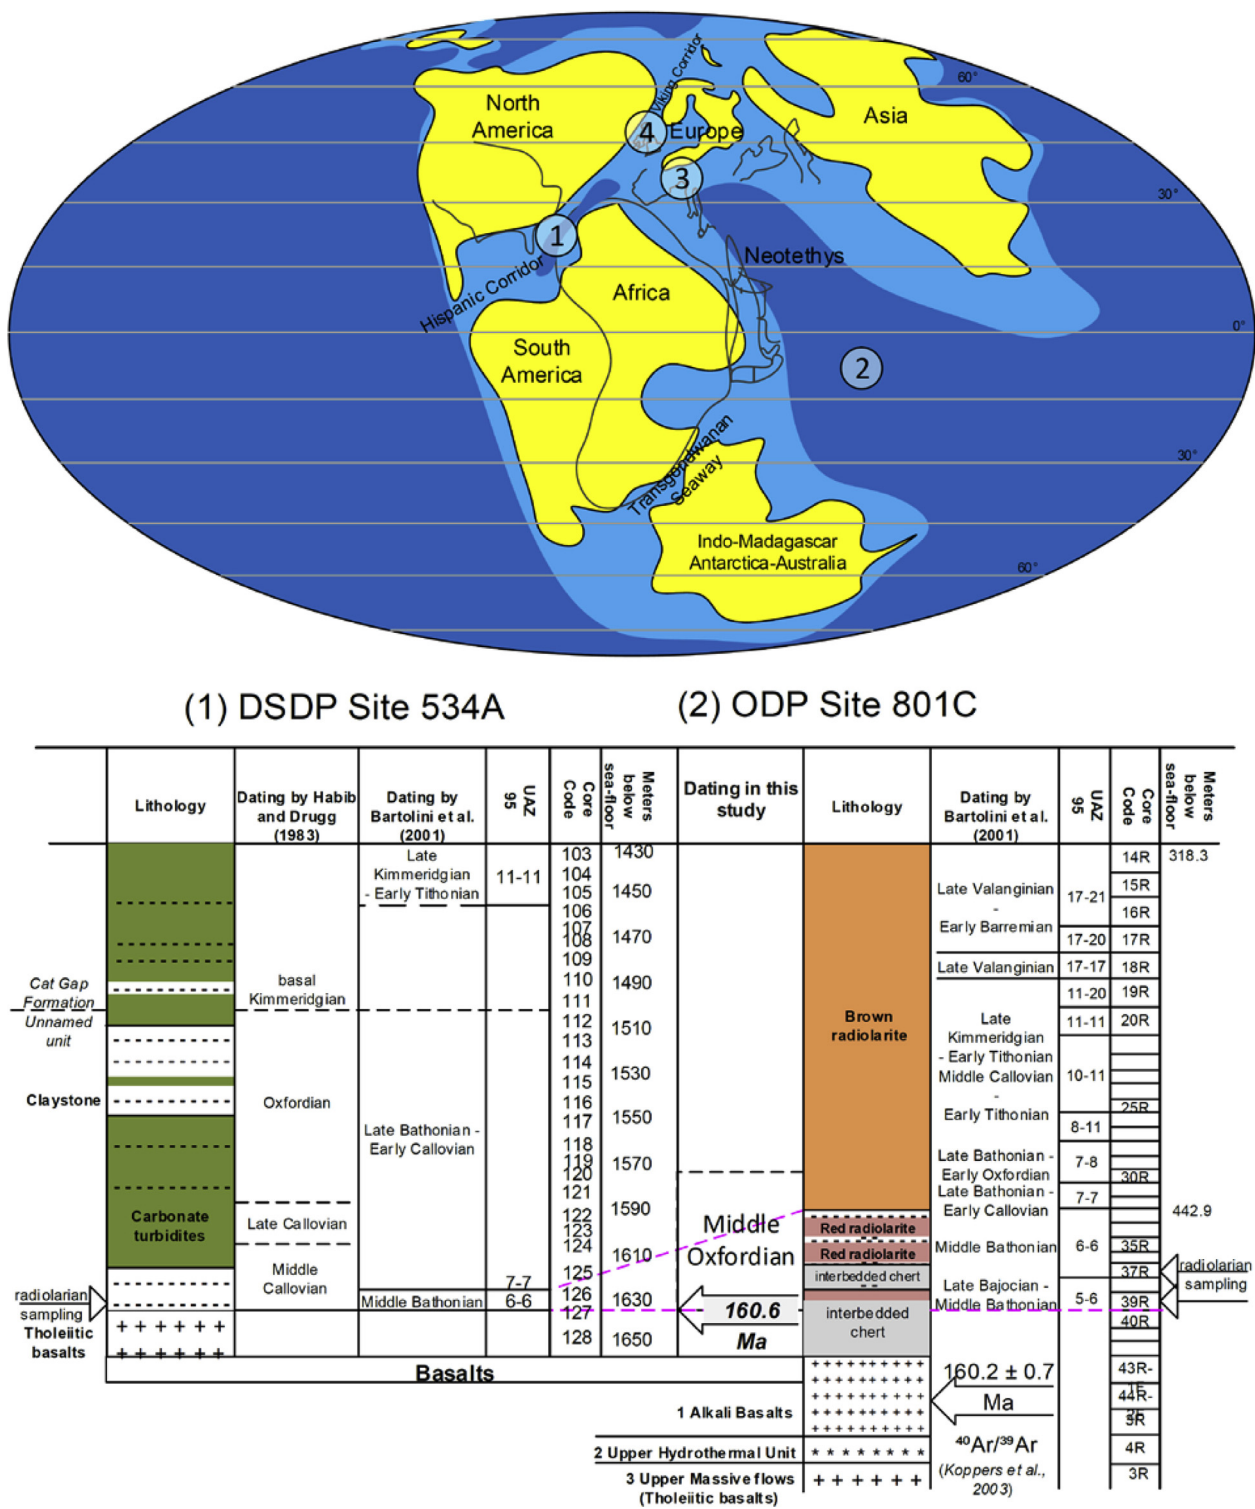 North
America
Viking Corridor
4
Europe
Asia
60°
3
30°
1
Neotethys
Hispanic Corridor
Africa
0°
South
America
2
Transgondwanan
Seaway
30°
Indo-Madagascar
Antarctica-Australia
60°
(1) DSDP Site 534A
(2) ODP Site 801C
Lithology
Dating by Habib
and Drugg
(1983)
Dating by
Bartolini et al.
(2001)
UAZ
95
Core
Code
Meters
below
sea-floor
Dating in this
study
Lithology
Dating by
Bartolini et al.
(2001)
UAZ
95
Core
Code
Meters
below
sea-floor
Late
Kimmeridgian
- Early Tithonian
11-11
103
104
105
106
107
108
109
110
111
112
113
114
115
116
117
118
119
120
121
122
123
124
125
126
127
128
1430
1450
1470
1490
1510
1530
1550
1570
1590
1610
1630
1650
Cat Gap
Formation
Unnamed
unit
basal
Kimmeridgian
Claystone
Oxfordian
Late Bathonian -
Early Callovian
Carbonate
turbidites
Late Callovian
Middle
Callovian
7-7
Middle Bathonian
6-6
radiolarian
sampling
Tholeiitic
basalts
Basalts
Middle
Oxfordian
160.6
Ma
Brown
radiolarite
Red radiolarite
Red radiolarite
interbedded chert
interbedded
chert
Late Valanginian
-
Early Barremian
Late Valanginian
Late
Kimmeridgian
- Early Tithonian
Middle Callovian
-
Early Tithonian
Late Bathonian -
Early Oxfordian
Late Bathonian -
Early Callovian
Middle Bathonian
Late Bajocian -
Middle Bathonian
17-21
17-20
17-17
11-20
11-11
10-11
8-11
7-8
7-7
6-6
5-6
14R
15R
16R
17R
18R
19R
20R
25R
30R
35R
37R
39R
40R
43R-
44R-
4R
3R
318.3
442.9
radiolarian
sampling
160.2 ± 0.7
Ma
⁴⁰Ar/³⁹Ar
(Koppers et al.,
2003)
1 Alkali Basalts
2 Upper Hydrothermal Unit
3 Upper Massive flows
(Tholeiitic basalts)